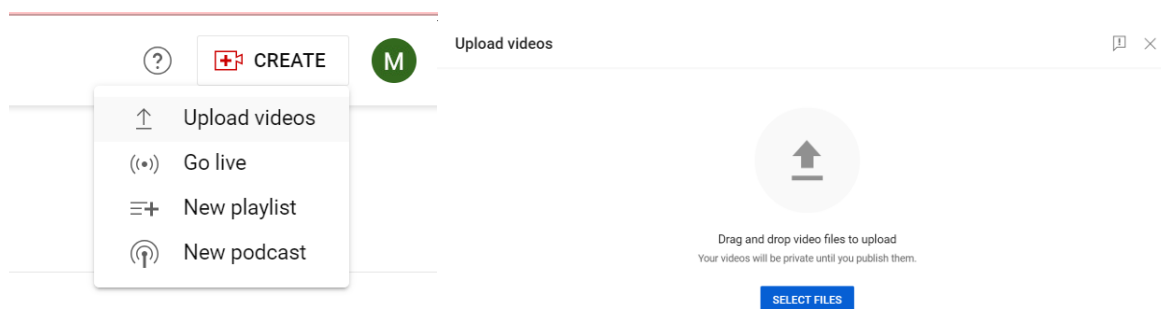 CREATE
M
Upload videos
Go live
New playlist
New podcast
Upload videos
Drag and drop video files to upload
Your videos will be private until you publish them.
SELECT FILES